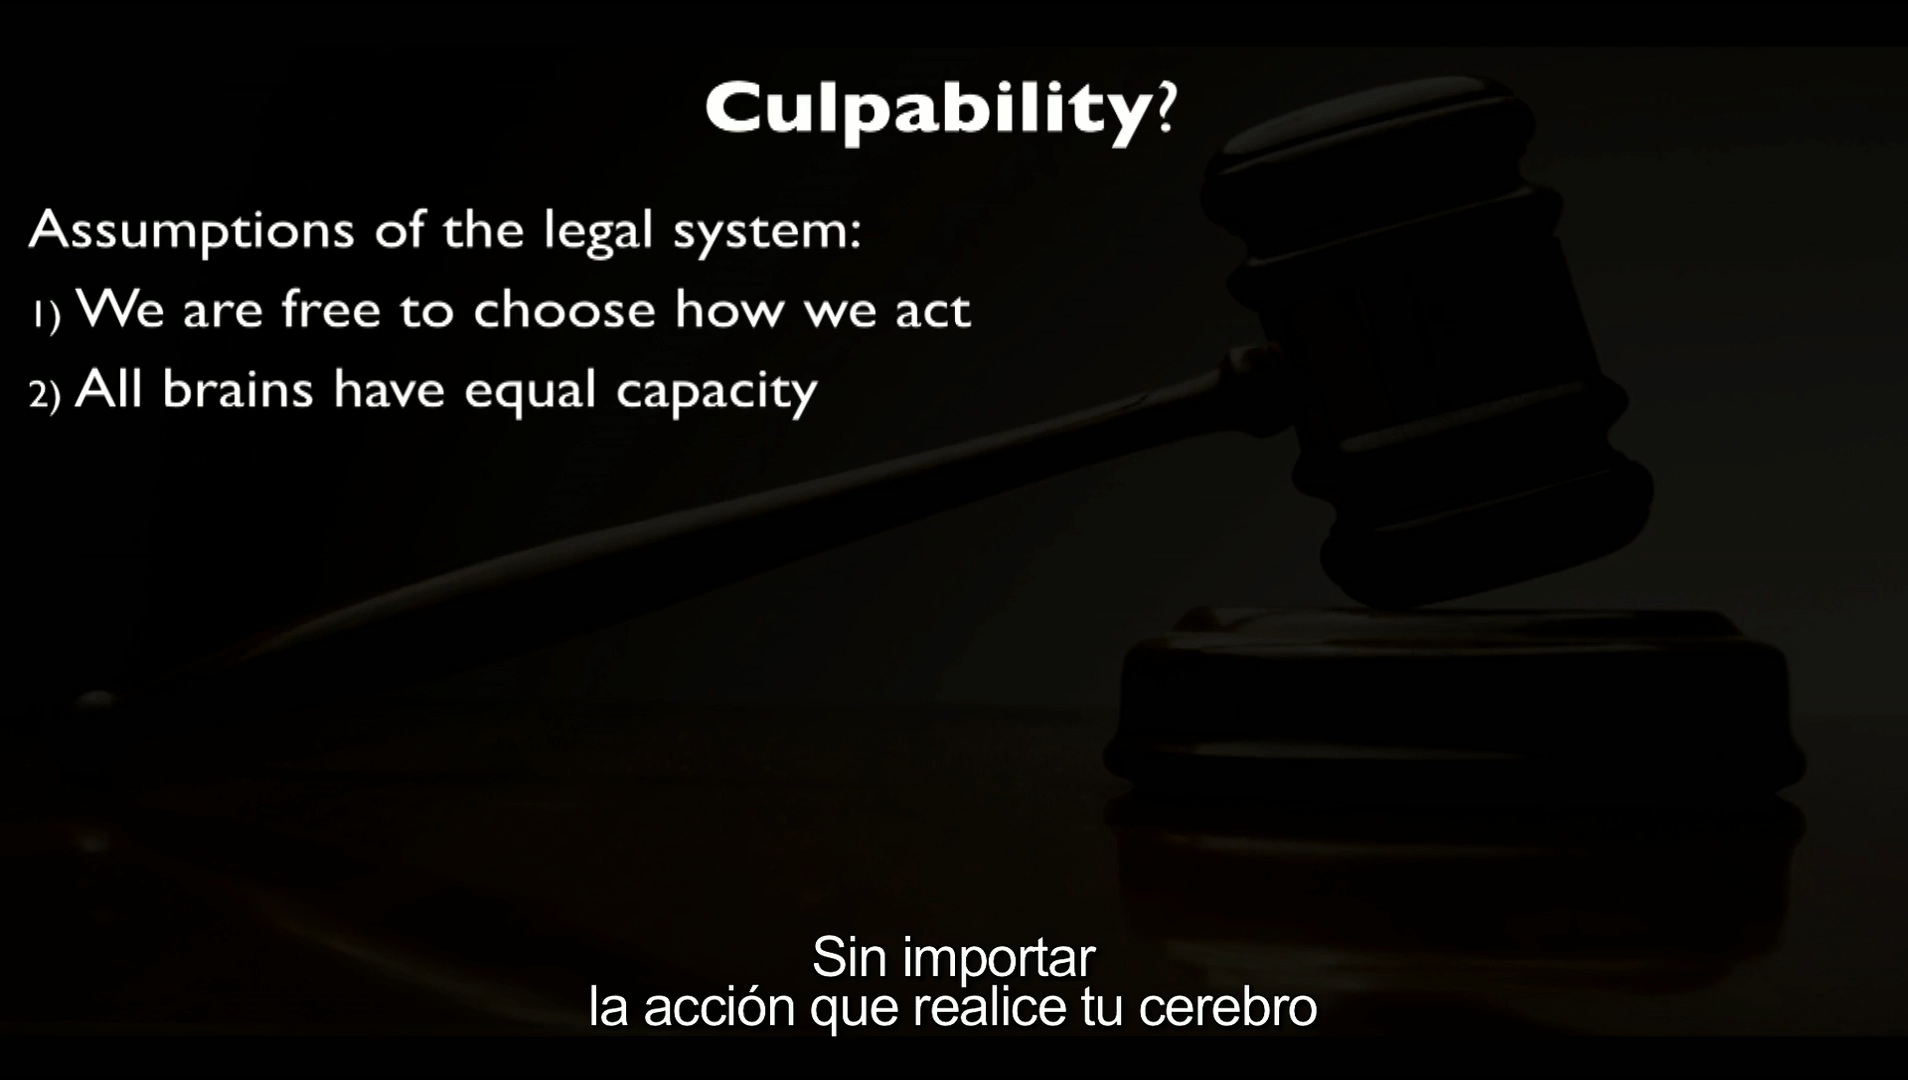 Culpability?
Assumptions of the legal system:
1) We are free to choose how we act
2) All brains have equal capacity
Sin importar
la acción que realice tu cerebro